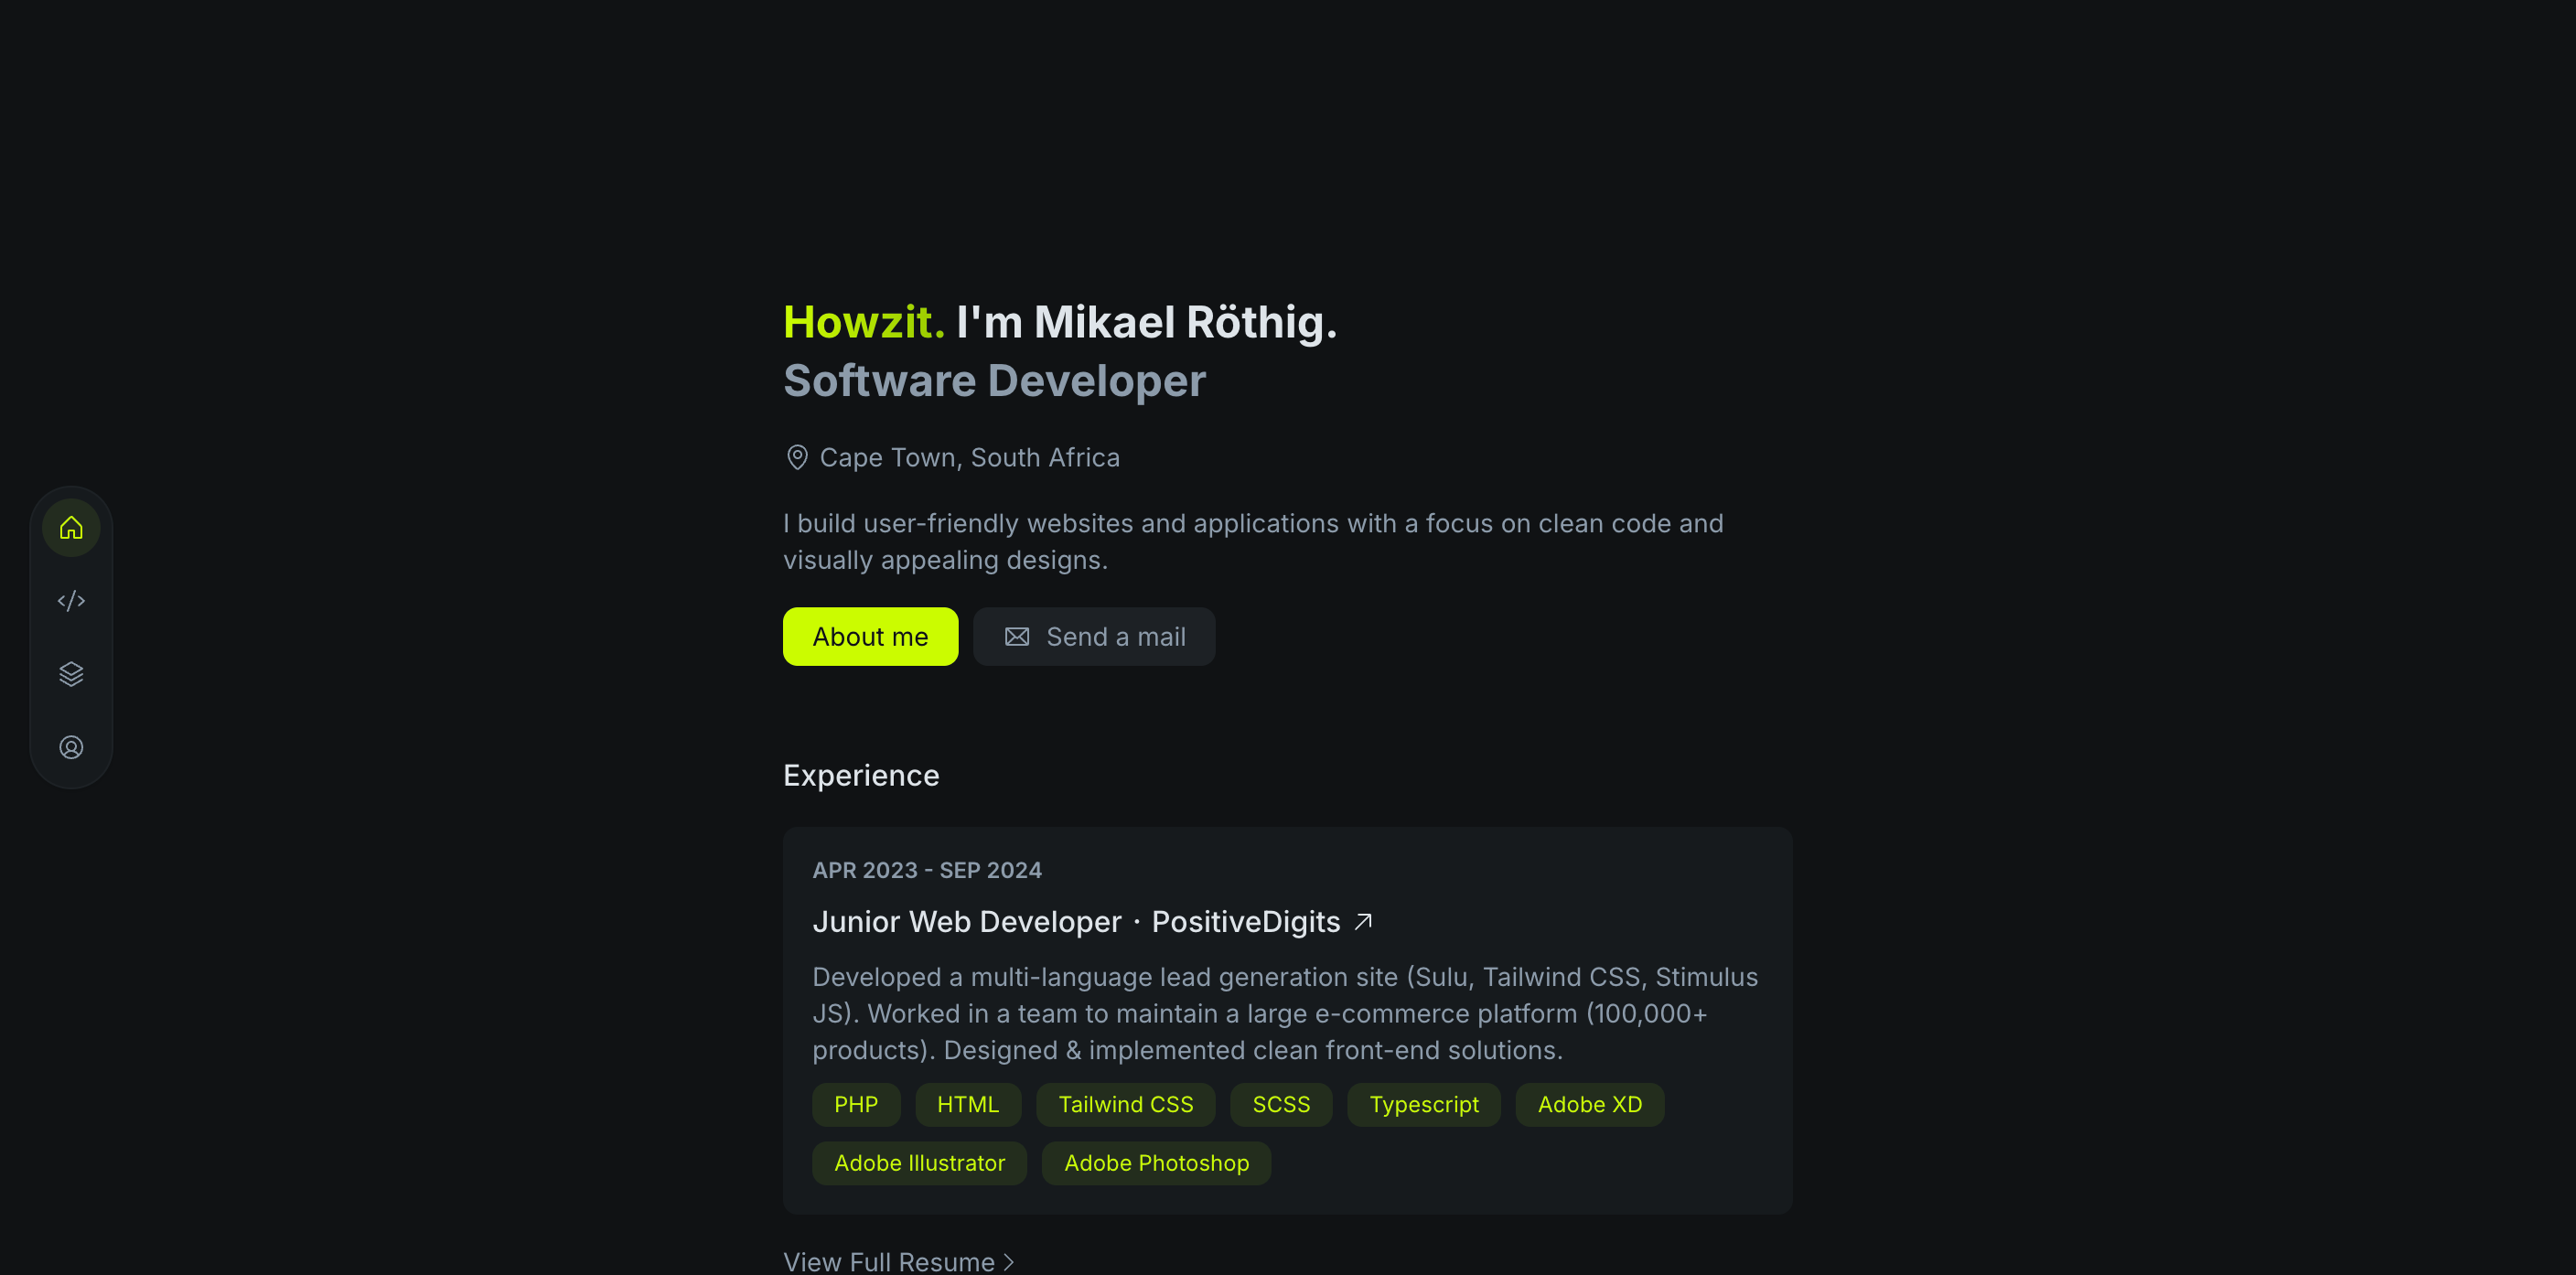 Howzit. I'm Mikael Röthig.
Software Developer
Cape Town, South Africa
I build user-friendly websites and applications with a focus on clean code and
visually appealing designs.
About me
Send a mail
Experience
APR 2023 - SEP 2024
Junior Web Developer · PositiveDigits
Developed a multi-language lead generation site (Sulu, Tailwind CSS, Stimulus
JS). Worked in a team to maintain a large e-commerce platform (100,000+
products). Designed & implemented clean front-end solutions.
PHP HTML Tailwind CSS SCSS Typescript Adobe XD
Adobe Illustrator Adobe Photoshop
View Full Resume